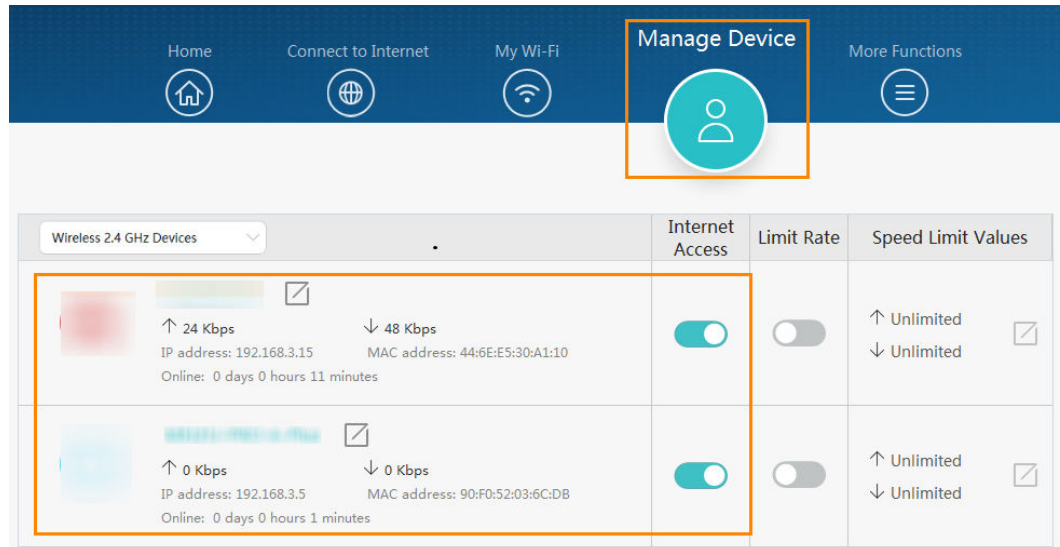 Home
Connect to Internet
My Wi-Fi
Manage Device
More Functions
Wireless 2.4 GHz Devices
Internet
Access
Limit Rate
Speed Limit Values
↑ 24 Kbps ↓ 48 Kbps
IP address: 192.168.3.15 MAC address: 44:6E:E5:30:A1:10
Online: 0 days 0 hours 11 minutes
↑ Unlimited
↓ Unlimited
↑ 0 Kbps ↓ 0 Kbps
IP address: 192.168.3.5 MAC address: 90:F0:52:03:6C:DB
Online: 0 days 0 hours 1 minutes
↑ Unlimited
↓ Unlimited